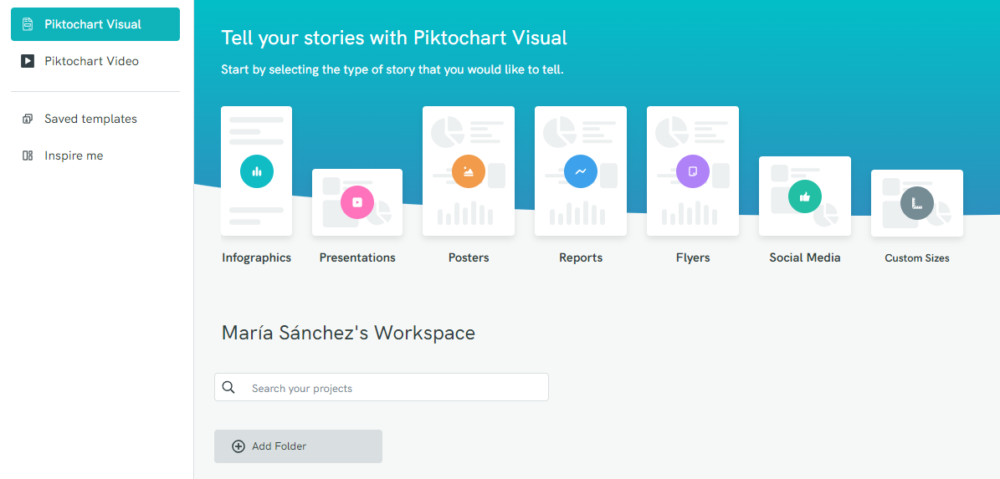 Piktochart Visual
Piktochart Video
Saved templates
Inspire me
Tell your stories with Piktochart Visual
Start by selecting the type of story that you would like to tell.
Infographics
Presentations
Posters
Reports
Flyers
Social Media
Custom Sizes
María Sánchez's Workspace
Search your projects
Add Folder